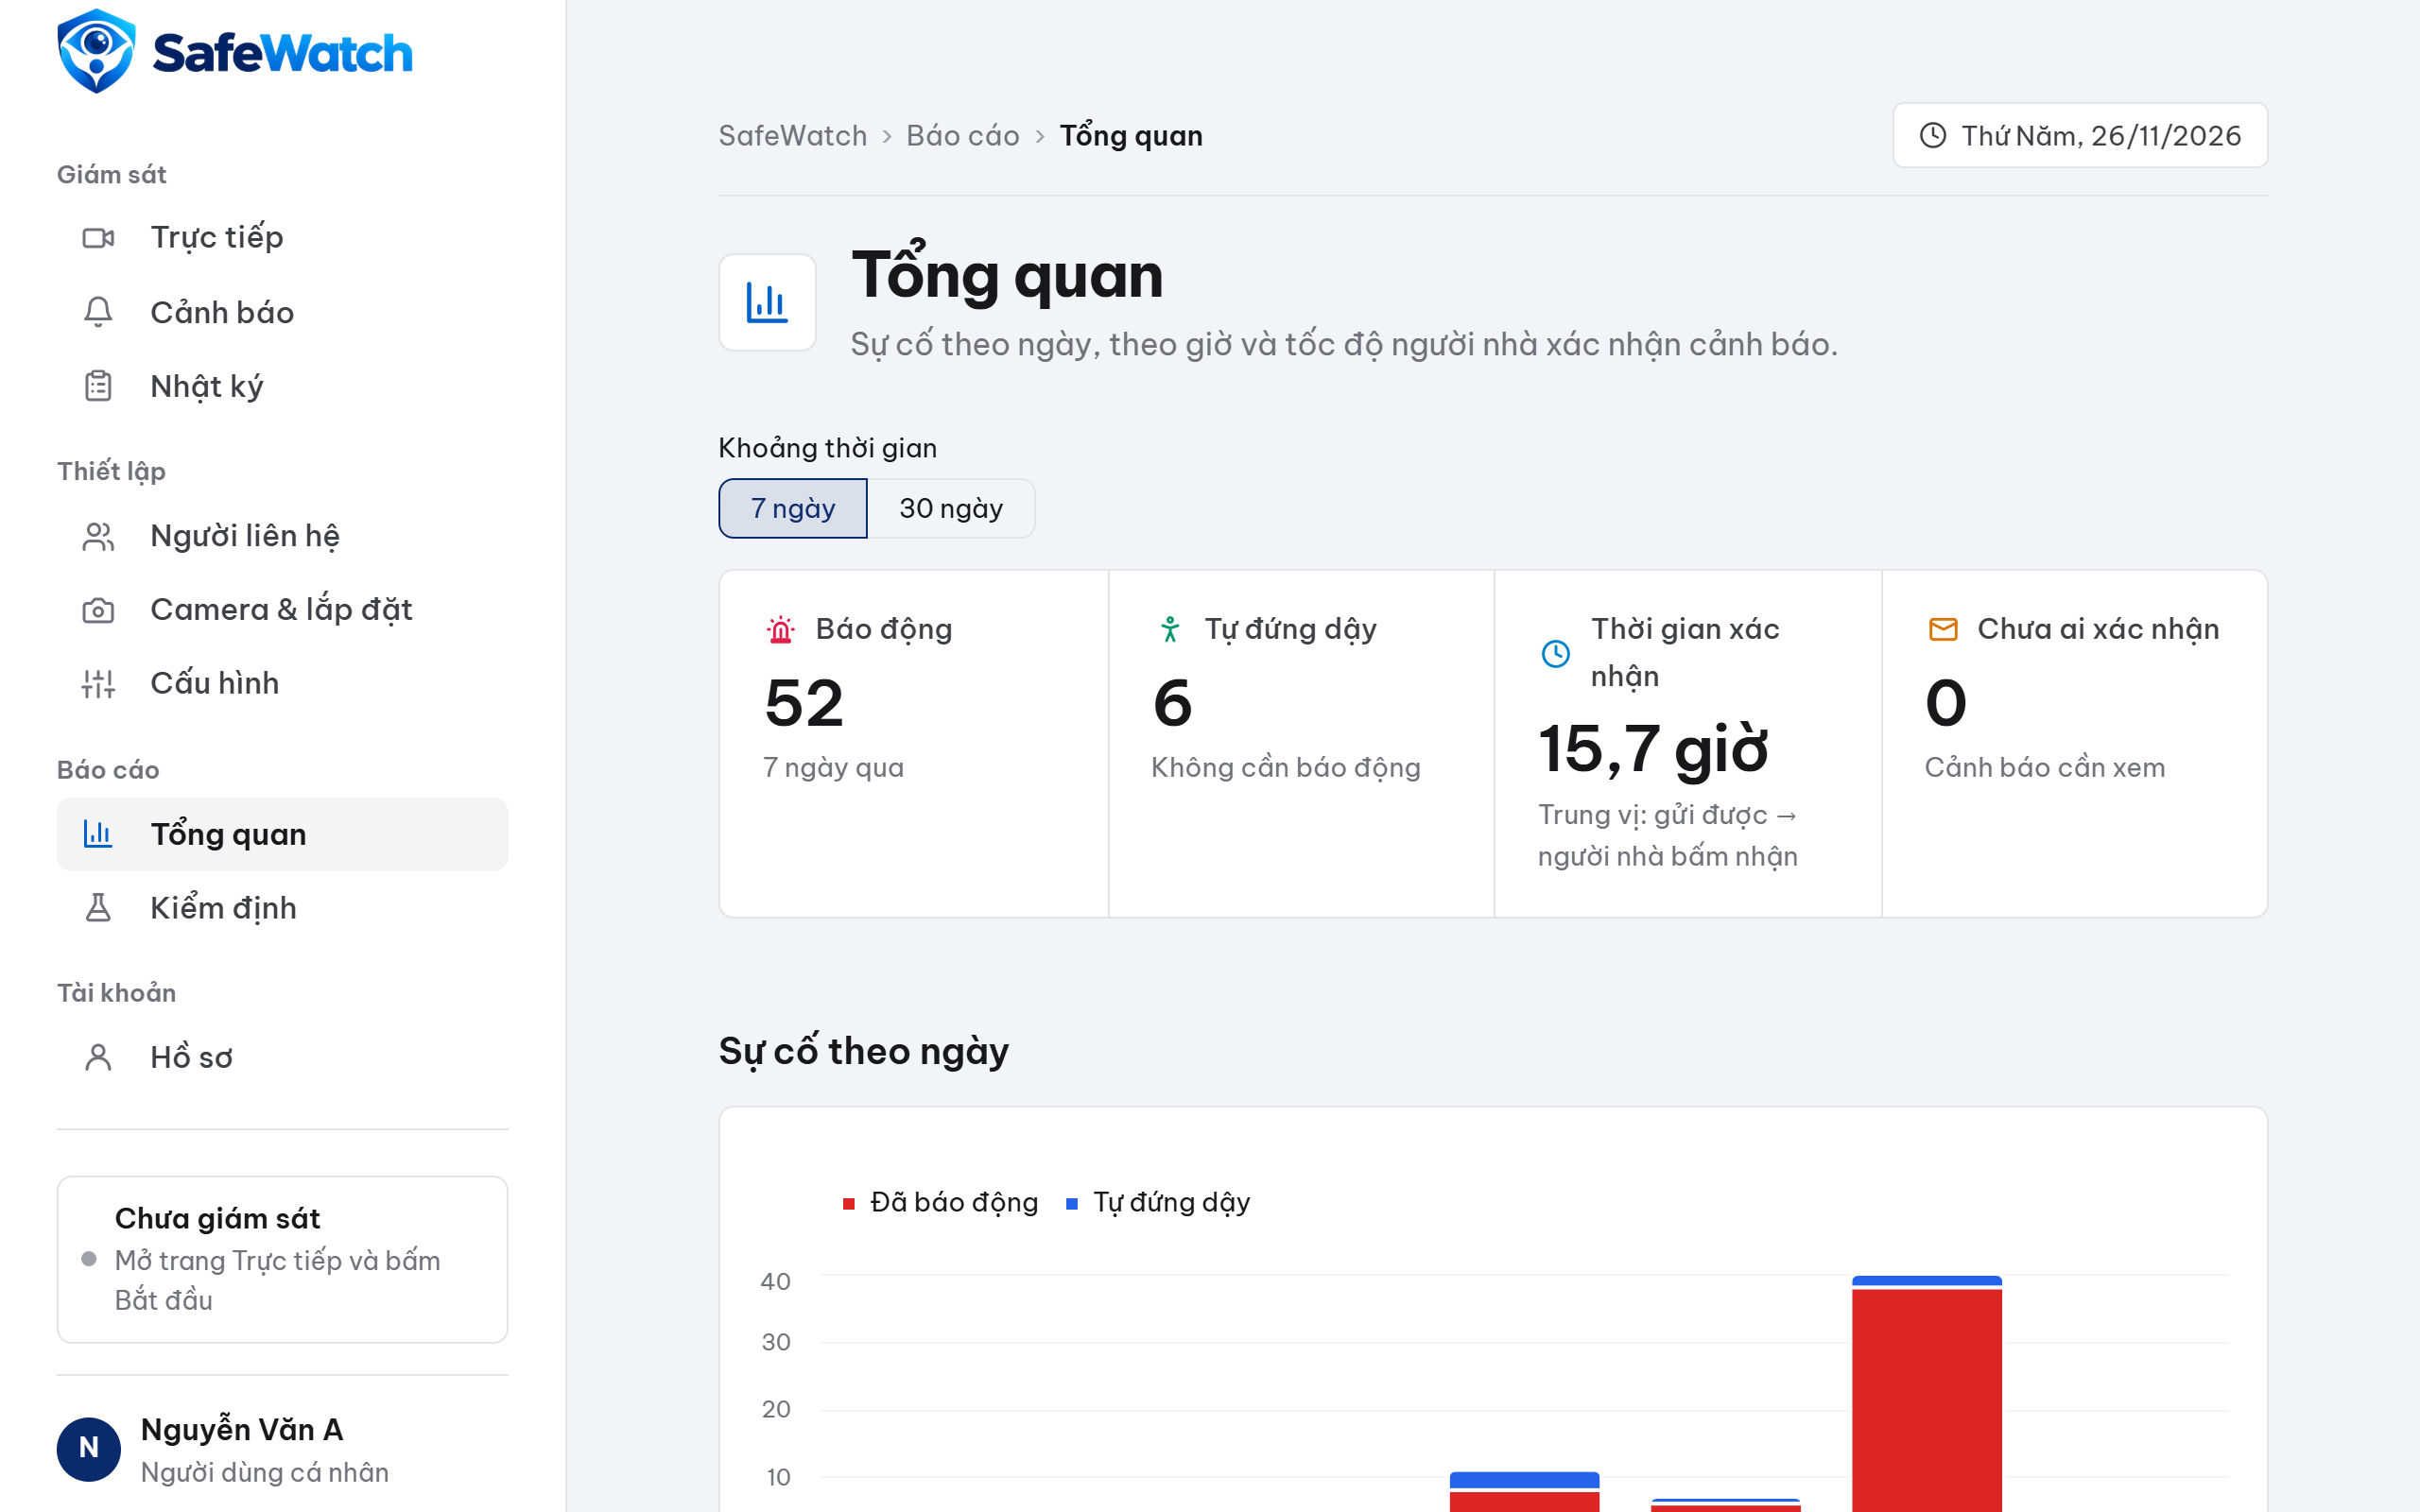 SafeWatch
Giám sát
Trực tiếp
Cảnh báo
Nhật ký
Thiết lập
Người liên hệ
Camera & lắp đặt
Cấu hình
Báo cáo
Tổng quan
Kiểm định
Tài khoản
Hồ sơ
Chưa giám sát
Mở trang Trực tiếp và bấm
Bắt đầu
N
Nguyễn Văn A
Người dùng cá nhân
SafeWatch › Báo cáo › Tổng quan
Thứ Năm, 26/11/2026
Tổng quan
Sự cố theo ngày, theo giờ và tốc độ người nhà xác nhận cảnh báo.
Khoảng thời gian
7 ngày
30 ngày
Báo động
52
7 ngày qua
Tự đứng dậy
6
Không cần báo động
Thời gian xác
nhận
15,7 giờ
Trung vị: gửi được →
người nhà bấm nhận
Chưa ai xác nhận
0
Cảnh báo cần xem
Sự cố theo ngày
Đã báo động
Tự đứng dậy
40
30
20
10